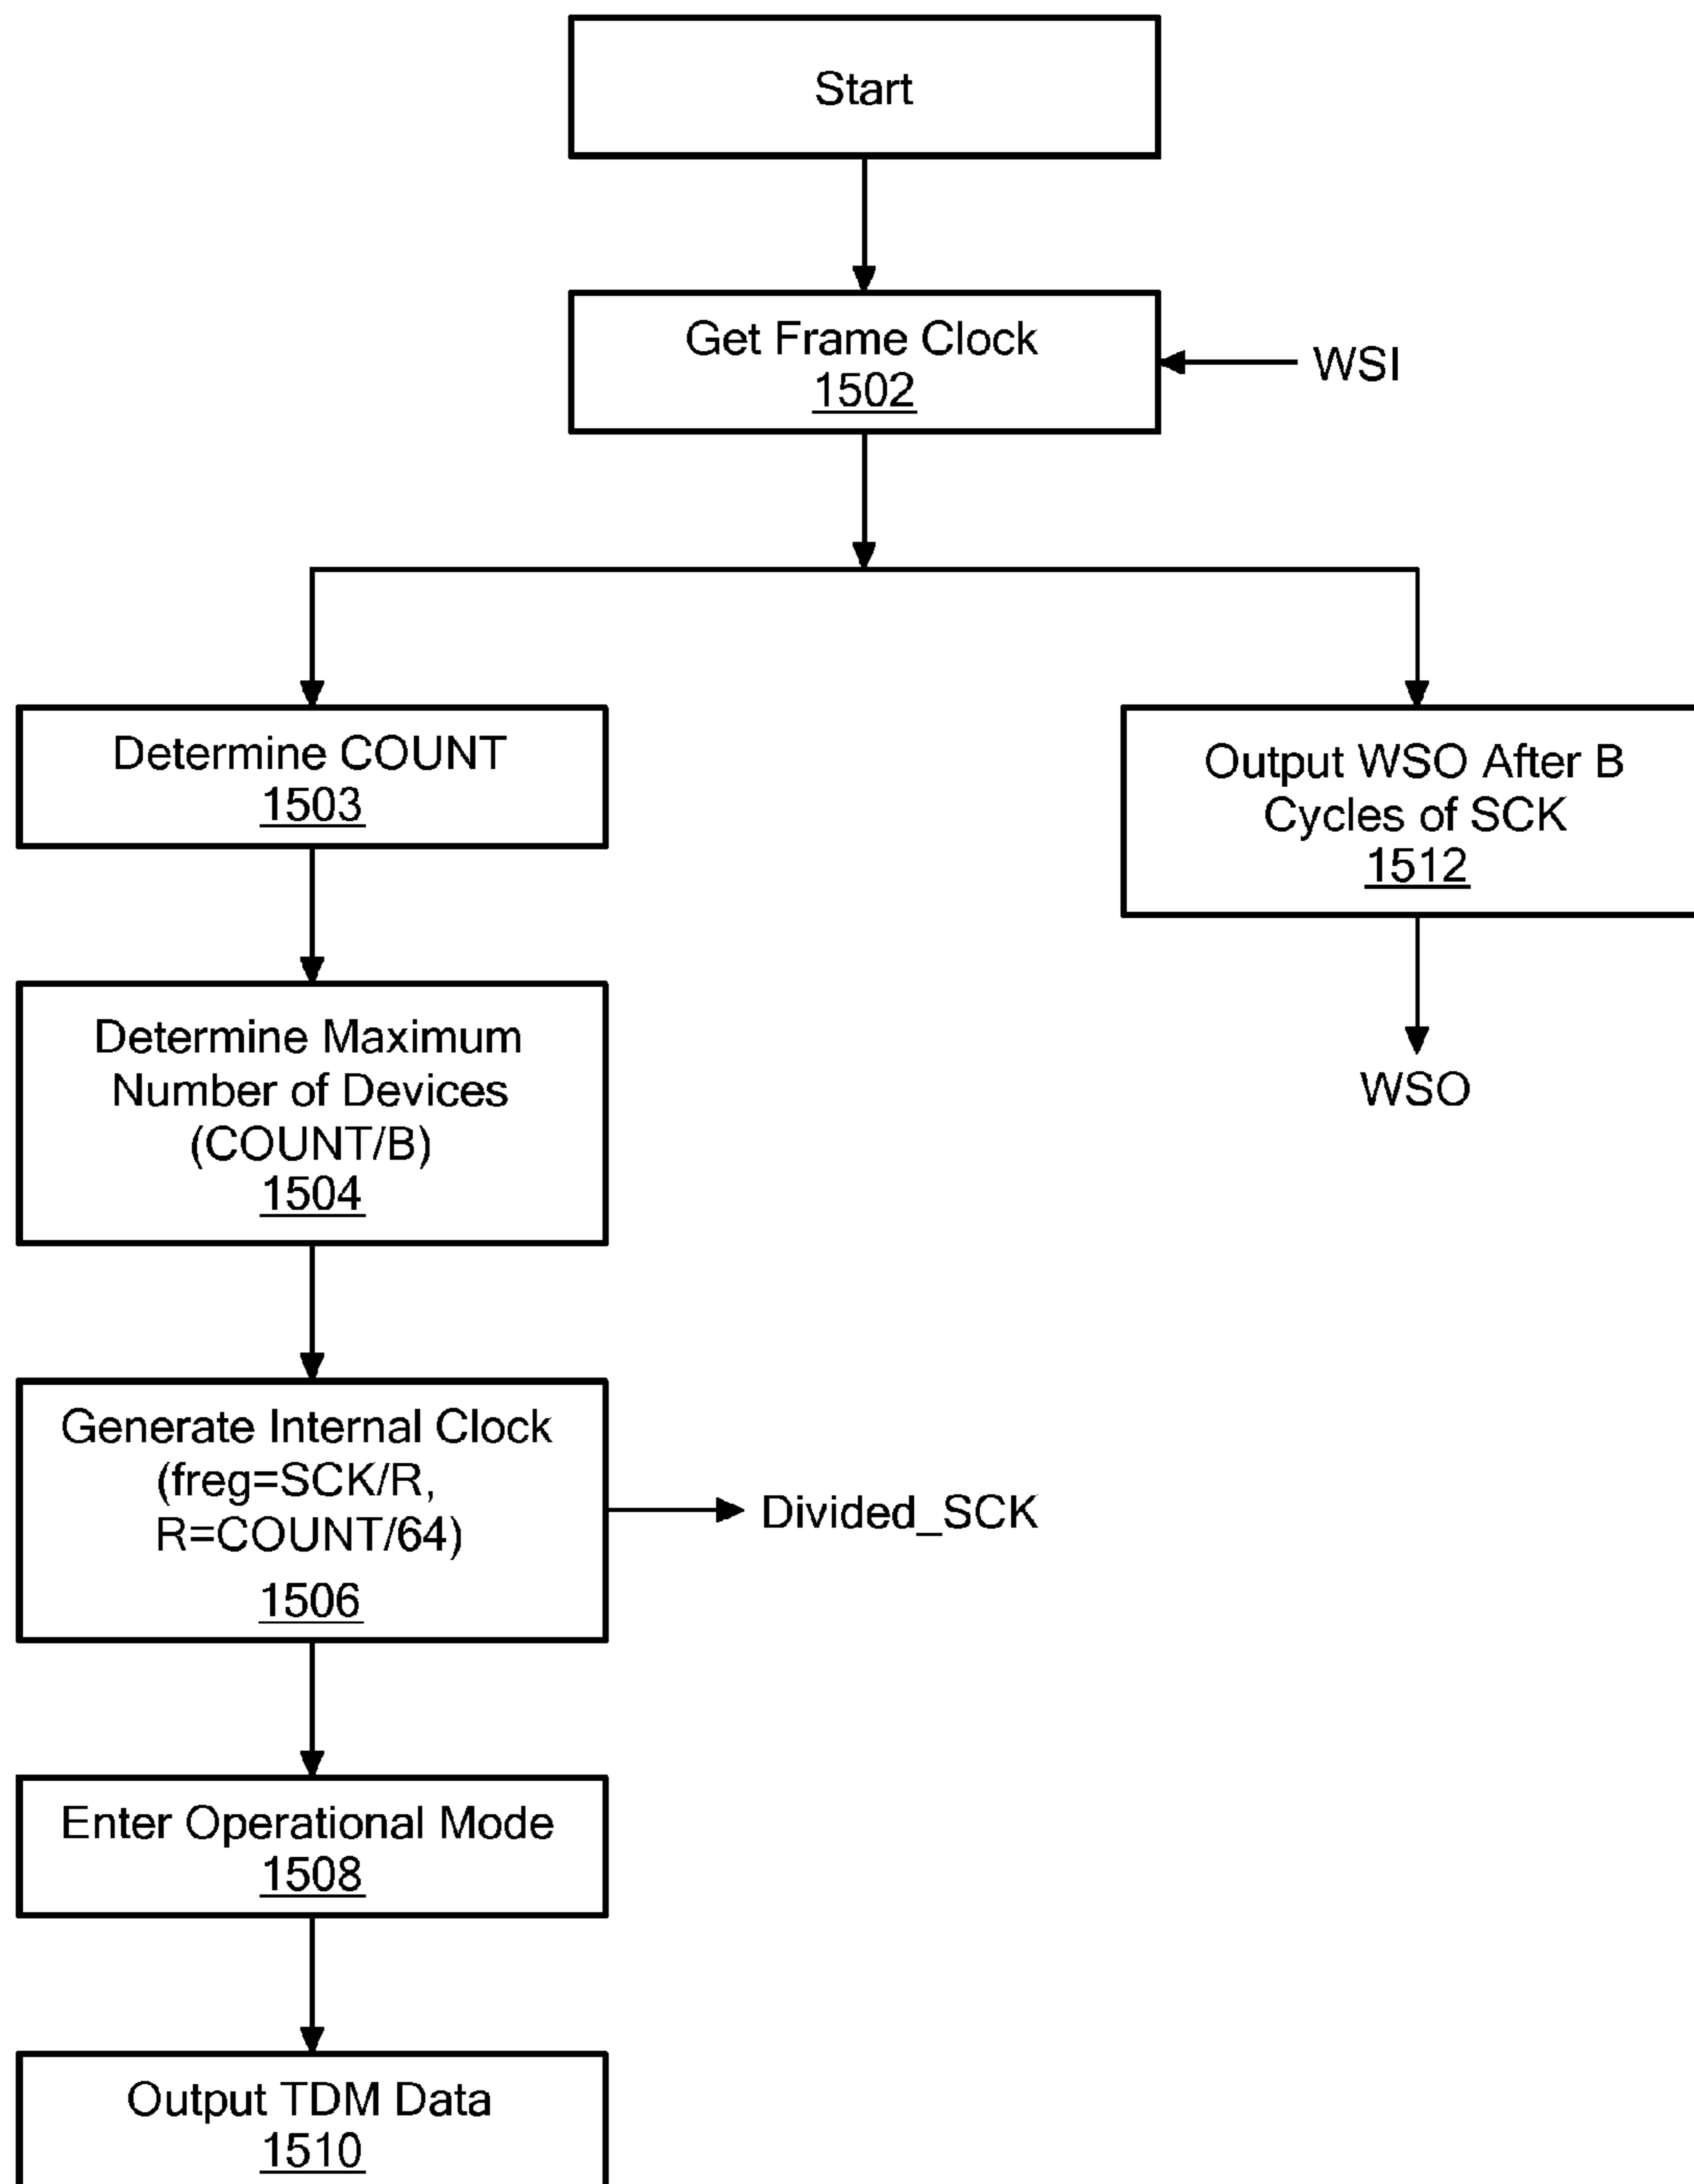 Start
Get Frame Clock
1502
WSI
Determine COUNT
1503
Output WSO After B
Cycles of SCK
1512
WSO
Determine Maximum
Number of Devices
(COUNT/B)
1504
Generate Internal Clock
(freg=SCK/R,
R=COUNT/64)
1506
Divided_SCK
Enter Operational Mode
1508
Output TDM Data
1510